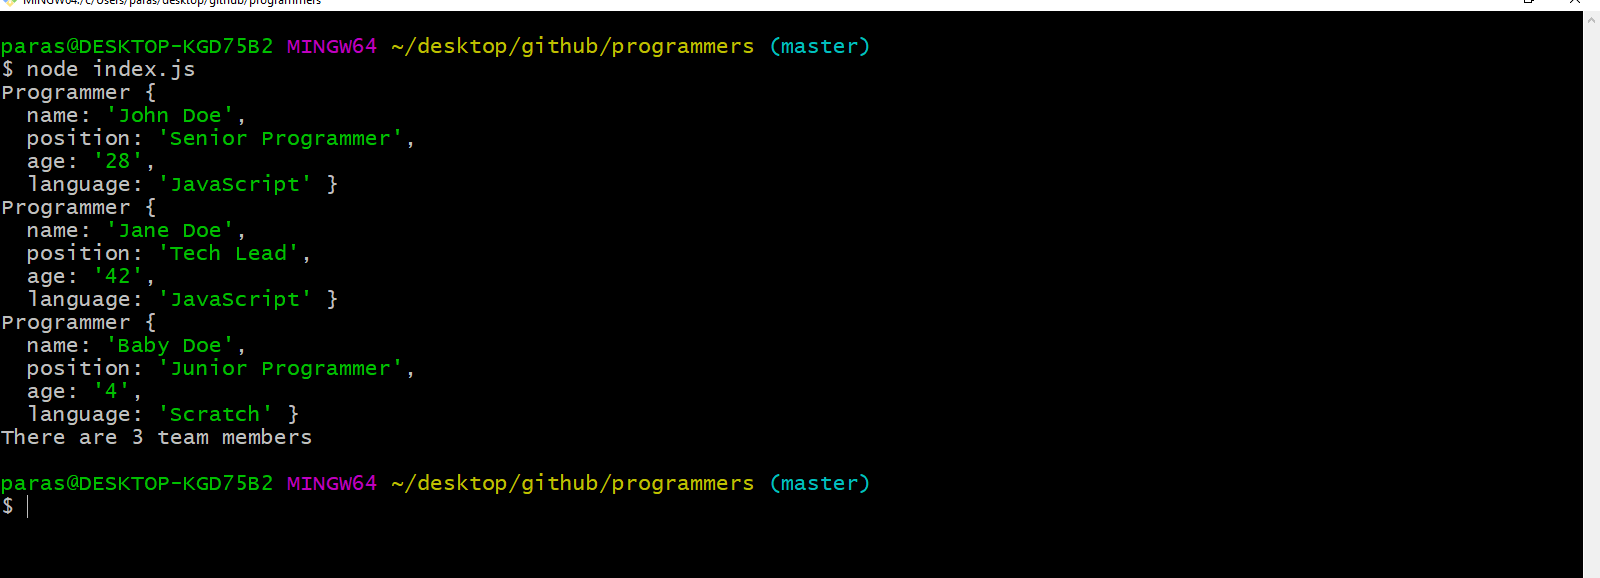 MINGW64:/c/Users/paras/desktop/github/programmers
paras@DESKTOP-KGD75B2 MINGW64 ~/desktop/github/programmers (master)
$ node index.js
Programmer {
  name: 'John Doe',
  position: 'Senior Programmer',
  age: '28',
  language: 'JavaScript' }
Programmer {
  name: 'Jane Doe',
  position: 'Tech Lead',
  age: '42',
  language: 'JavaScript' }
Programmer {
  name: 'Baby Doe',
  position: 'Junior Programmer',
  age: '4',
  language: 'Scratch' }
There are 3 team members
paras@DESKTOP-KGD75B2 MINGW64 ~/desktop/github/programmers (master)
$